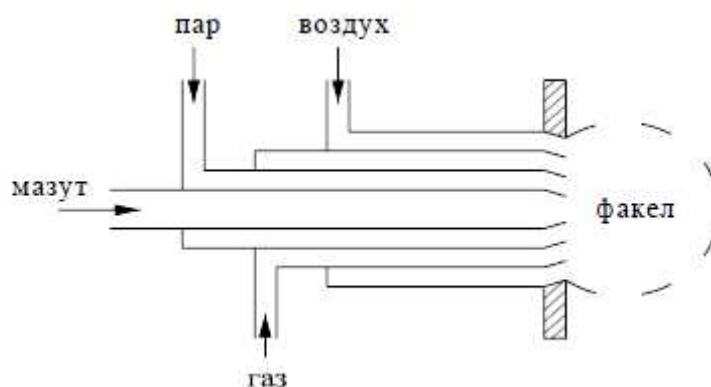 пар
воздух
мазут
факел
газ